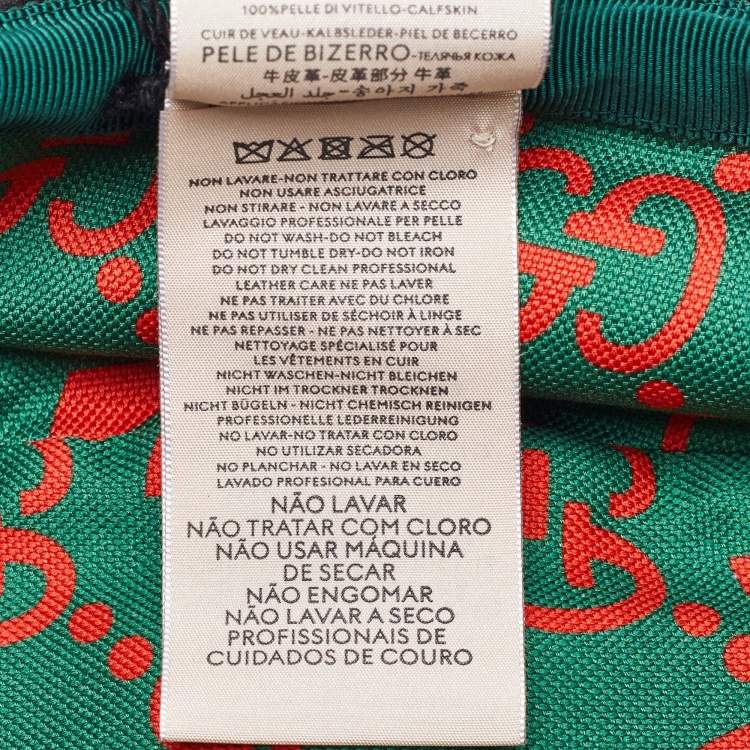 100%PELLE DI VITELLO-CALFSKIN
CUIR DE VEAU-KALBSLEDER-PIEL DE BECERRO
PELE DE BIZERRO-ТЕЛЯЧЬЯ КОЖА
牛皮革-皮革部分 牛革
جلد العجل-송아지 가죽
NON LAVARE-NON TRATTARE CON CLORO
NON USARE ASCIUGATRICE
NON STIRARE - NON LAVARE A SECCO
LAVAGGIO PROFESSIONALE PER PELLE
DO NOT WASH-DO NOT BLEACH
DO NOT TUMBLE DRY-DO NOT IRON
DO NOT DRY CLEAN PROFESSIONAL
LEATHER CARE NE PAS LAVER
NE PAS TRAITER AVEC DU CHLORE
NE PAS UTILISER DE SÉCHOIR À LINGE
NE PAS REPASSER - NE PAS NETTOYER À SEC
NETTOYAGE SPÉCIALISÉ POUR
LES VÊTEMENTS EN CUIR
NICHT WASCHEN-NICHT BLEICHEN
NICHT IM TROCKNER TROCKNEN
NICHT BÜGELN - NICHT CHEMISCH REINIGEN
PROFESSIONELLE LEDERREINIGUNG
NO LAVAR-NO TRATAR CON CLORO
NO UTILIZAR SECADORA
NO PLANCHAR - NO LAVAR EN SECO
LAVADO PROFESIONAL PARA CUERO
NÃO LAVAR
NÃO TRATAR COM CLORO
NÃO USAR MÁQUINA
DE SECAR
NÃO ENGOMAR
NÃO LAVAR A SECO
PROFISSIONAIS DE
CUIDADOS DE COURO